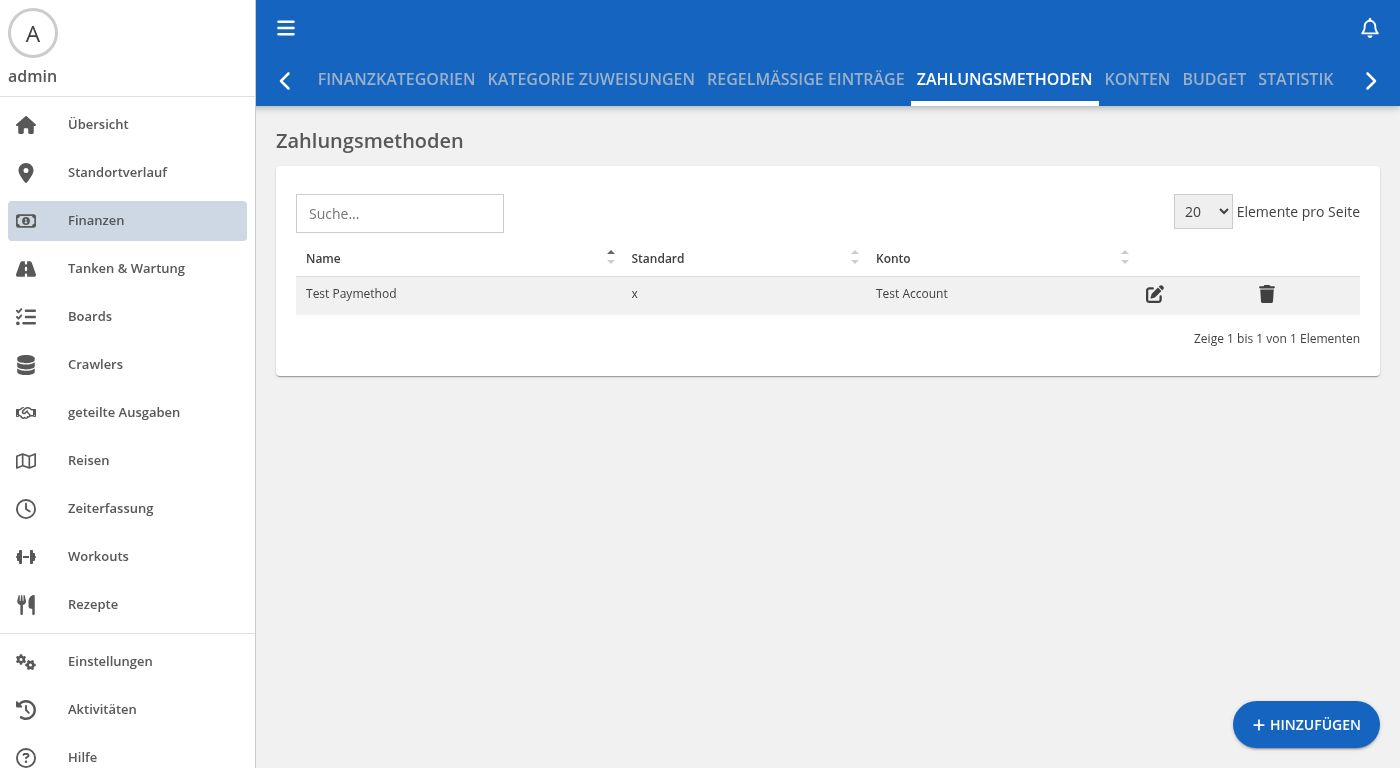 A
admin
Übersicht
Standortverlauf
Finanzen
Tanken & Wartung
Boards
Crawlers
geteilte Ausgaben
Reisen
Zeiterfassung
Workouts
Rezepte
Einstellungen
Aktivitäten
Hilfe
FINANZKATEGORIEN KATEGORIE ZUWEISUNGEN REGELMÄSSIGE EINTRÄGE ZAHLUNGSMETHODEN KONTEN BUDGET STATISTIK
Zahlungsmethoden
Suche... 20 Elemente pro Seite
Name Standard Konto
Test Paymethod x Test Account
Zeige 1 bis 1 von 1 Elementen
+ HINZUFÜGEN